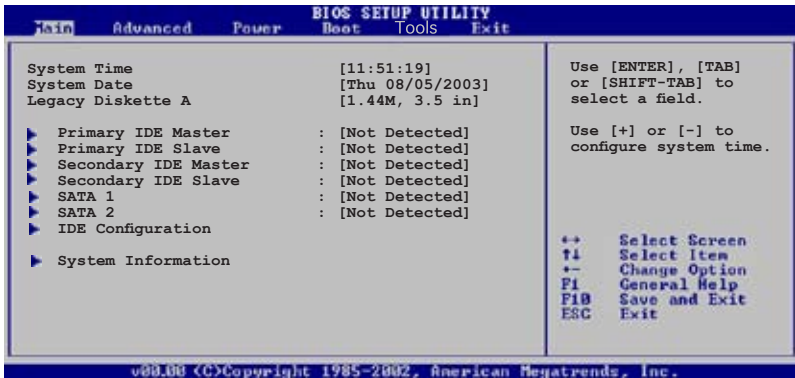 BIOS SETUP UTILITY
Main Advanced Power Boot Tools Exit
System Time [11:51:19]
System Date [Thu 08/05/2003]
Legacy Diskette A [1.44M, 3.5 in]
Primary IDE Master : [Not Detected]
Primary IDE Slave : [Not Detected]
Secondary IDE Master : [Not Detected]
Secondary IDE Slave : [Not Detected]
SATA 1 : [Not Detected]
SATA 2 : [Not Detected]
IDE Configuration
System Information
Use [ENTER], [TAB]
or [SHIFT-TAB] to
select a field.
Use [+] or [-] to
configure system time.
↔ Select Screen
↑↓ Select Item
+- Change Option
F1 General Help
F10 Save and Exit
ESC Exit
v00.00 (C)Copyright 1985-2002, American Megatrends, Inc.